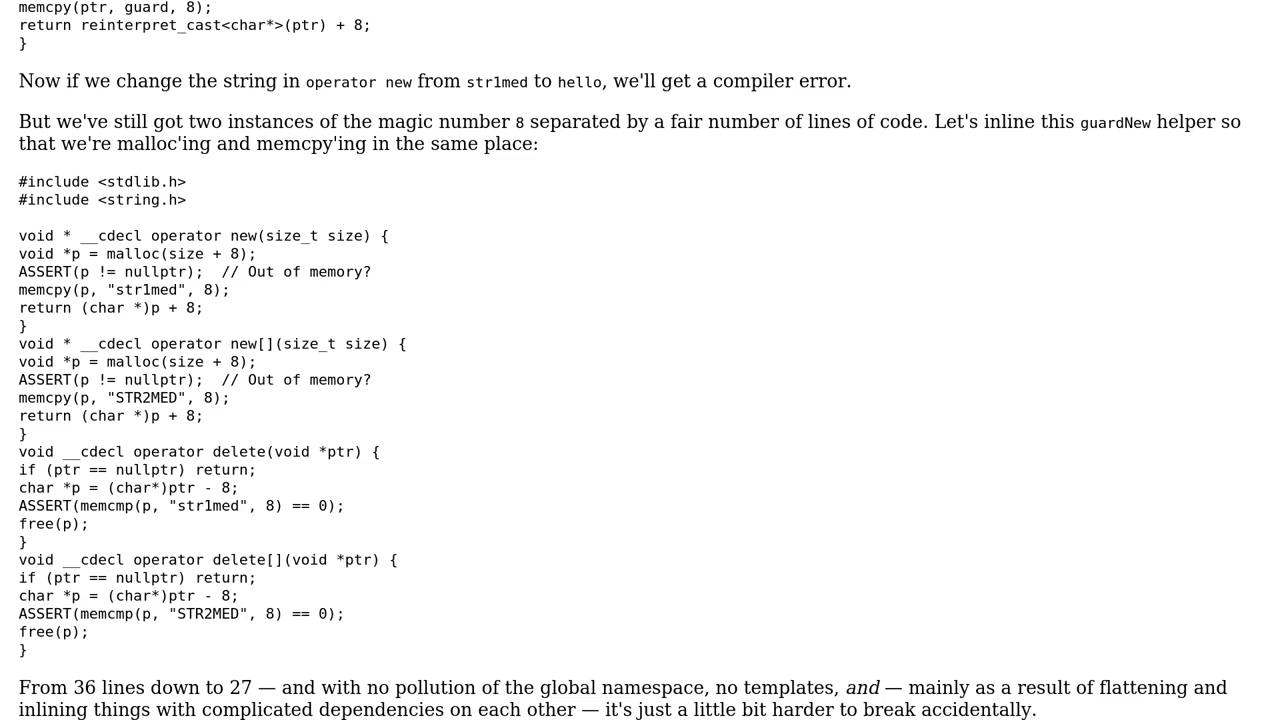 memcpy(ptr, guard, 8);
return reinterpret_cast<char*>(ptr) + 8;
}
Now if we change the string in operator new from str1med to hello, we'll get a compiler error.
But we've still got two instances of the magic number 8 separated by a fair number of lines of code. Let's inline this guardNew helper so
that we're malloc'ing and memcpy'ing in the same place:
#include <stdlib.h>
#include <string.h>
void * __cdecl operator new(size_t size) {
void *p = malloc(size + 8);
ASSERT(p != nullptr);  // Out of memory?
memcpy(p, "str1med", 8);
return (char *)p + 8;
}
void * __cdecl operator new[](size_t size) {
void *p = malloc(size + 8);
ASSERT(p != nullptr);  // Out of memory?
memcpy(p, "STR2MED", 8);
return (char *)p + 8;
}
void __cdecl operator delete(void *ptr) {
if (ptr == nullptr) return;
char *p = (char*)ptr - 8;
ASSERT(memcmp(p, "str1med", 8) == 0);
free(p);
}
void __cdecl operator delete[](void *ptr) {
if (ptr == nullptr) return;
char *p = (char*)ptr - 8;
ASSERT(memcmp(p, "STR2MED", 8) == 0);
free(p);
}
From 36 lines down to 27 — and with no pollution of the global namespace, no templates, and — mainly as a result of flattening and
inlining things with complicated dependencies on each other — it's just a little bit harder to break accidentally.